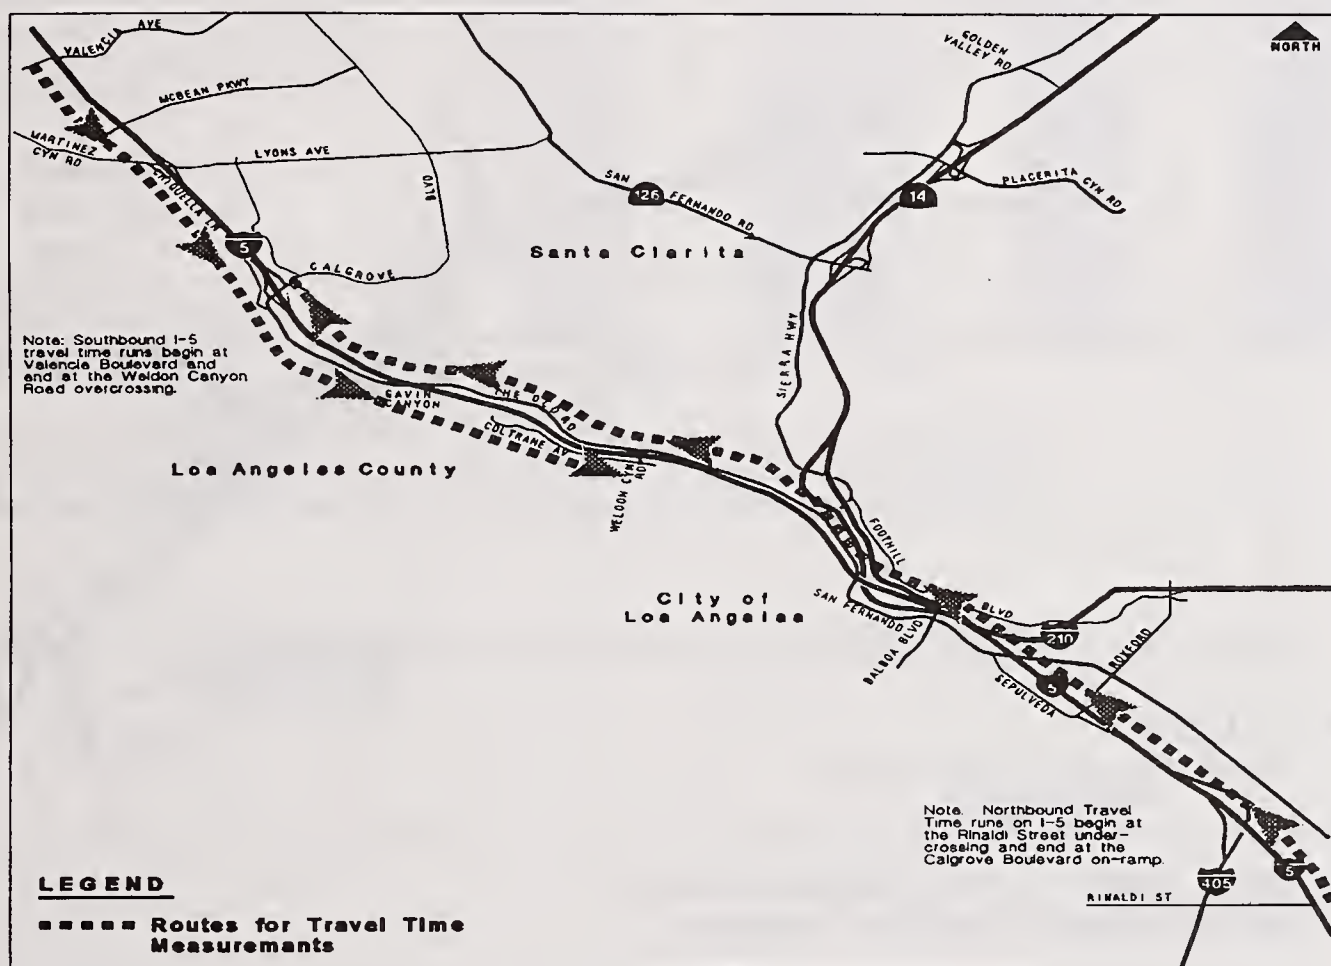 AVE
VALENCIA
MCBEAN PKWY
MARTINEZ
CYN RD
LYONS AVE
CHIQUELLA LN
BLVD
5
CALGROVE
GOLDEN
VALLEY RD
NORTH
SAN
126
FERNANDO RD
14
PLACERITA CYN RD
Santa Clarita
SIERRA HWY
Note: Southbound I-5
travel time runs begin at
Valencia Boulevard and
end at the Weldon Canyon
Road overcrossing.
GAVIN
CANYON
THE OLD RD
COLTRANE AV
WELDON CYN
RD
Los Angeles County
FOOTHILL
BLVD
City of
Los Angeles
SAN FERNANDO
BALBOA BLVD
210
ROXFORD
SEPULVEDA
5
Note. Northbound Travel
Time runs on I-5 begin at
the Rinaldi Street under-
crossing and end at the
Calgrove Boulevard on-ramp.
405
5
RINALDI ST
LEGEND
Routes for Travel Time
Measuremants